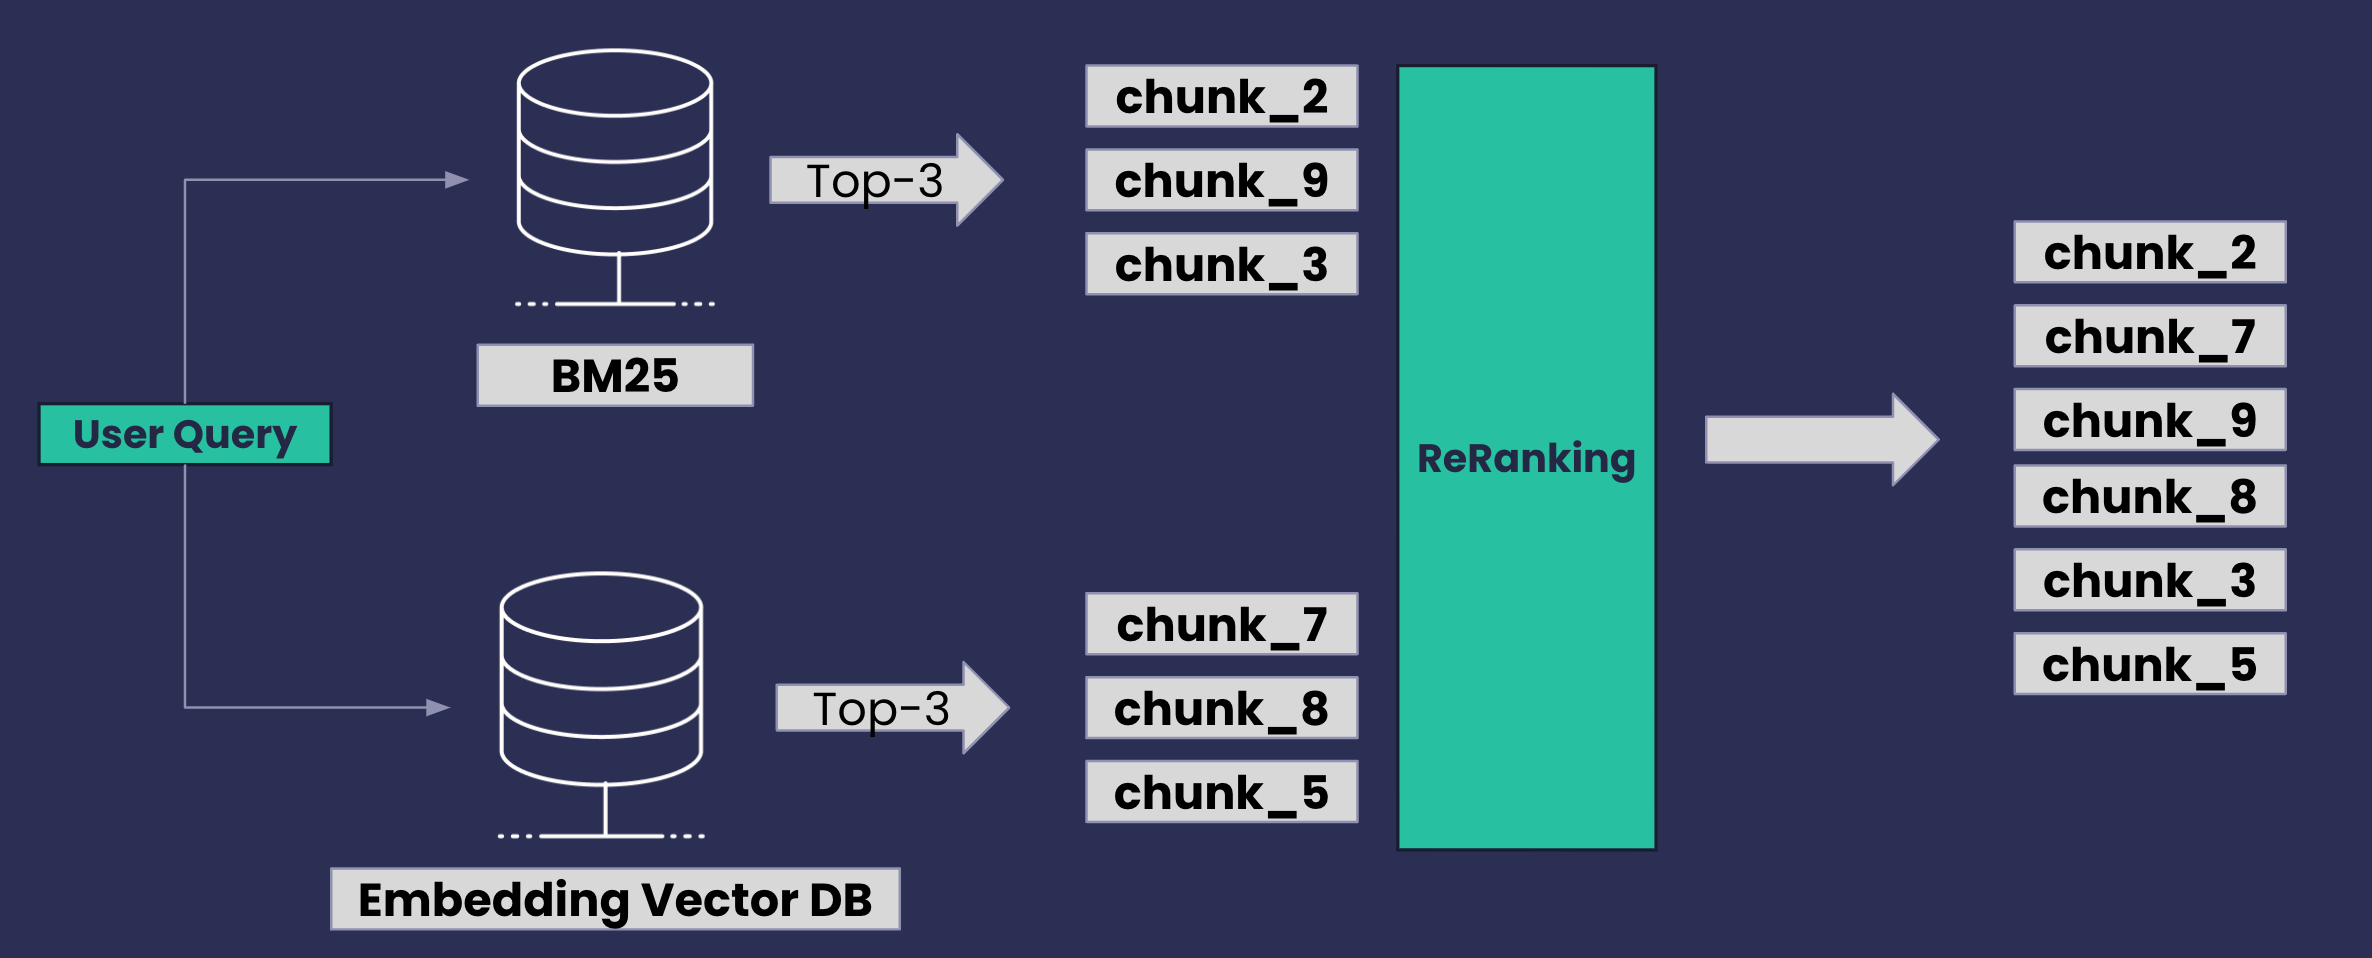 User Query
BM25
Top-3
chunk_2
chunk_9
chunk_3
Embedding Vector DB
Top-3
chunk_7
chunk_8
chunk_5
ReRanking
chunk_2
chunk_7
chunk_9
chunk_8
chunk_3
chunk_5